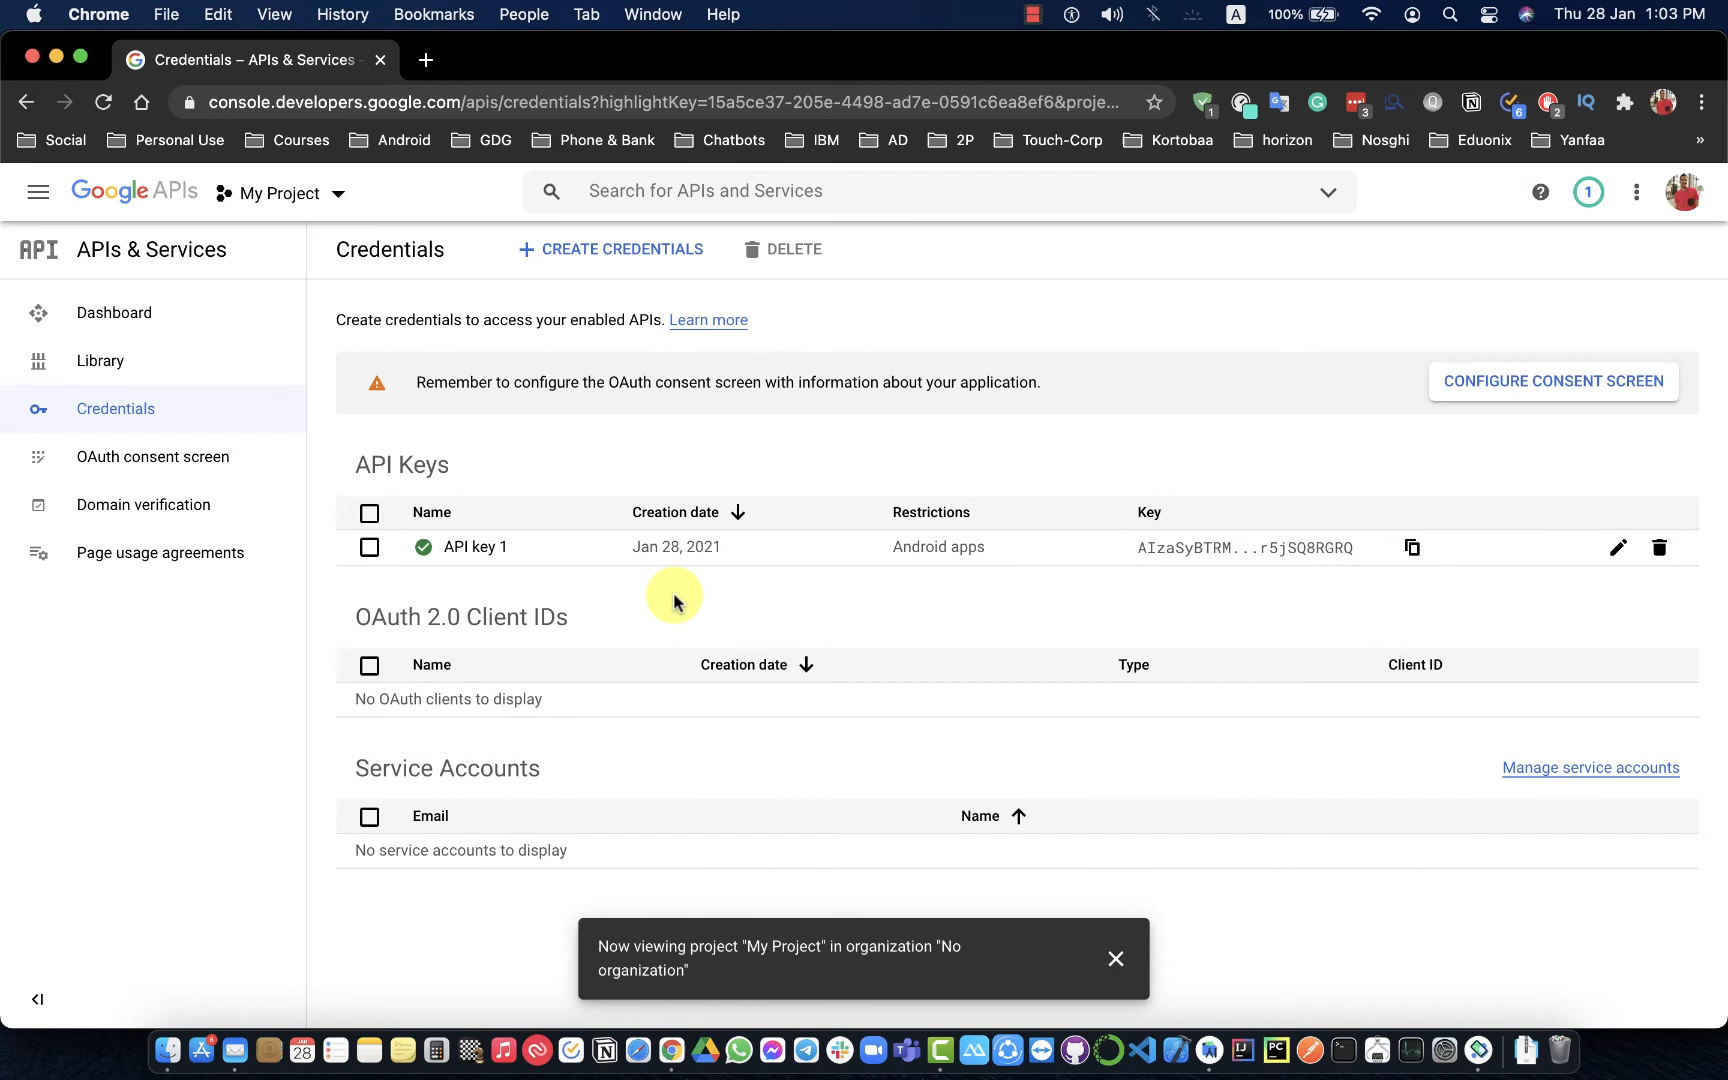 Chrome File Edit View History Bookmarks People Tab Window Help A 100% Thu 28 Jan 1:03 PM
Credentials – APIs & Services -
console.developers.google.com/apis/credentials?highlightKey=15a5ce37-205e-4498-ad7e-0591c6ea8ef6&proje... 1 3 Q 6 2 IQ
Social Personal Use Courses Android GDG Phone & Bank Chatbots IBM AD 2P Touch-Corp Kortobaa horizon Nosghi Eduonix Yanfaa »
Google APIs My Project Search for APIs and Services 1
API APIs & Services Credentials + CREATE CREDENTIALS DELETE
Dashboard
Library
Credentials
OAuth consent screen
Domain verification
Page usage agreements
Create credentials to access your enabled APIs. Learn more
Remember to configure the OAuth consent screen with information about your application. CONFIGURE CONSENT SCREEN
API Keys
Name Creation date Restrictions Key
API key 1 Jan 28, 2021 Android apps AIzaSyBTRM...r5jSQ8RGRQ
OAuth 2.0 Client IDs
Name Creation date Type Client ID
No OAuth clients to display
Service Accounts Manage service accounts
Email Name
No service accounts to display
Now viewing project "My Project" in organization "No
organization"